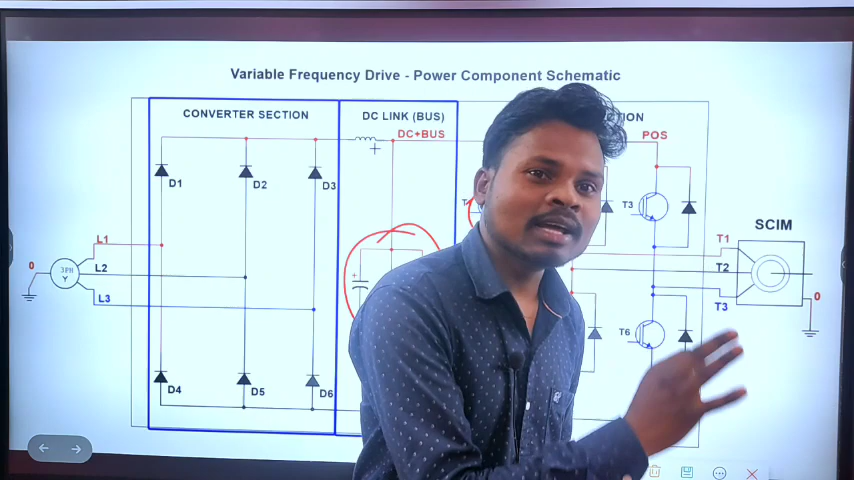 Variable Frequency Drive - Power Component Schematic
CONVERTER SECTION
DC LINK (BUS)
DC+BUS
POS
D1
D2
D3
T3
SCIM
L1
T1
0
3PH
Y
L2
T2
L3
T3
0
T6
D4
D5
D6